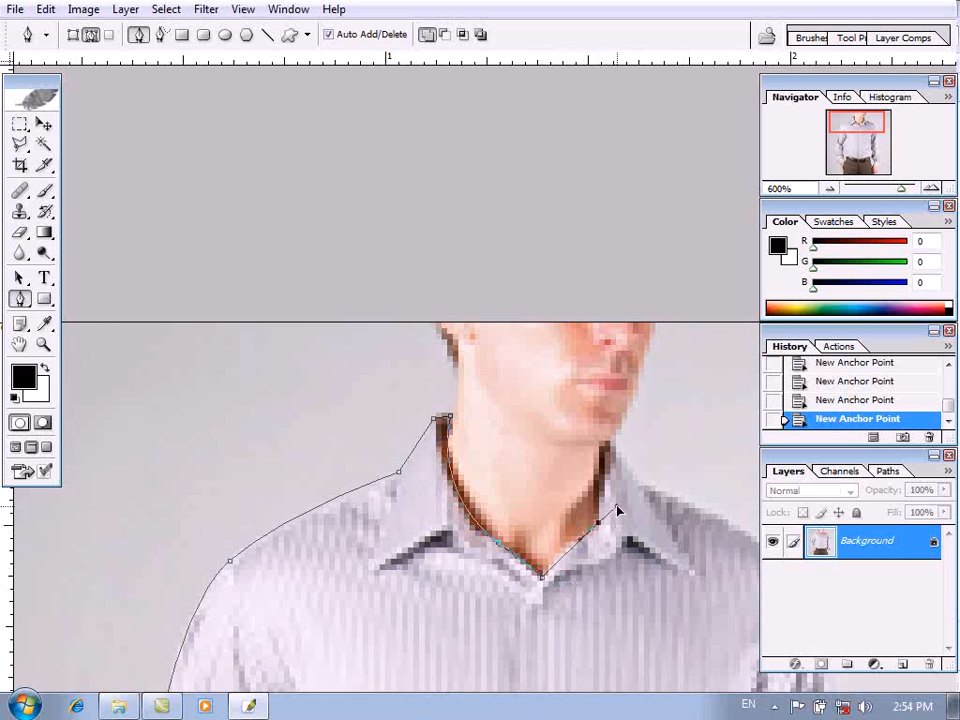 File Edit Image Layer Select Filter View Window Help
Auto Add/Delete
Brushes Tool Pr Layer Comps
1 2
Navigator Info Histogram
600%
Color Swatches Styles
R 0
G 0
B 0
History Actions
New Anchor Point
New Anchor Point
New Anchor Point
New Anchor Point
Layers Channels Paths
Normal Opacity: 100%
Lock: Fill: 100%
Background
T
EN 2:54 PM